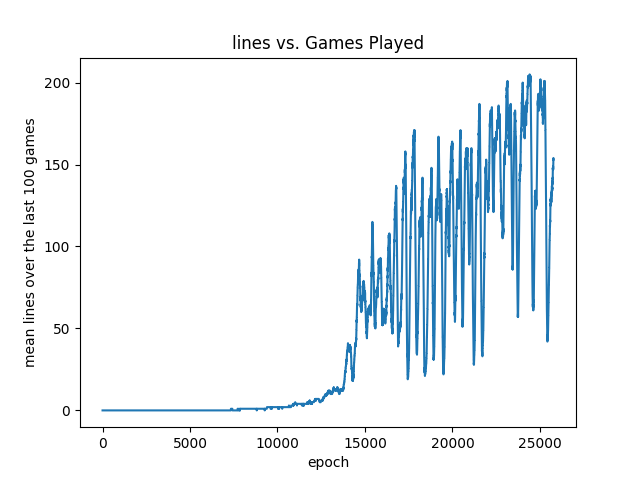 lines vs. Games Played
mean lines over the last 100 games
200
150
100
50
0
0 5000 10000 15000 20000 25000
epoch